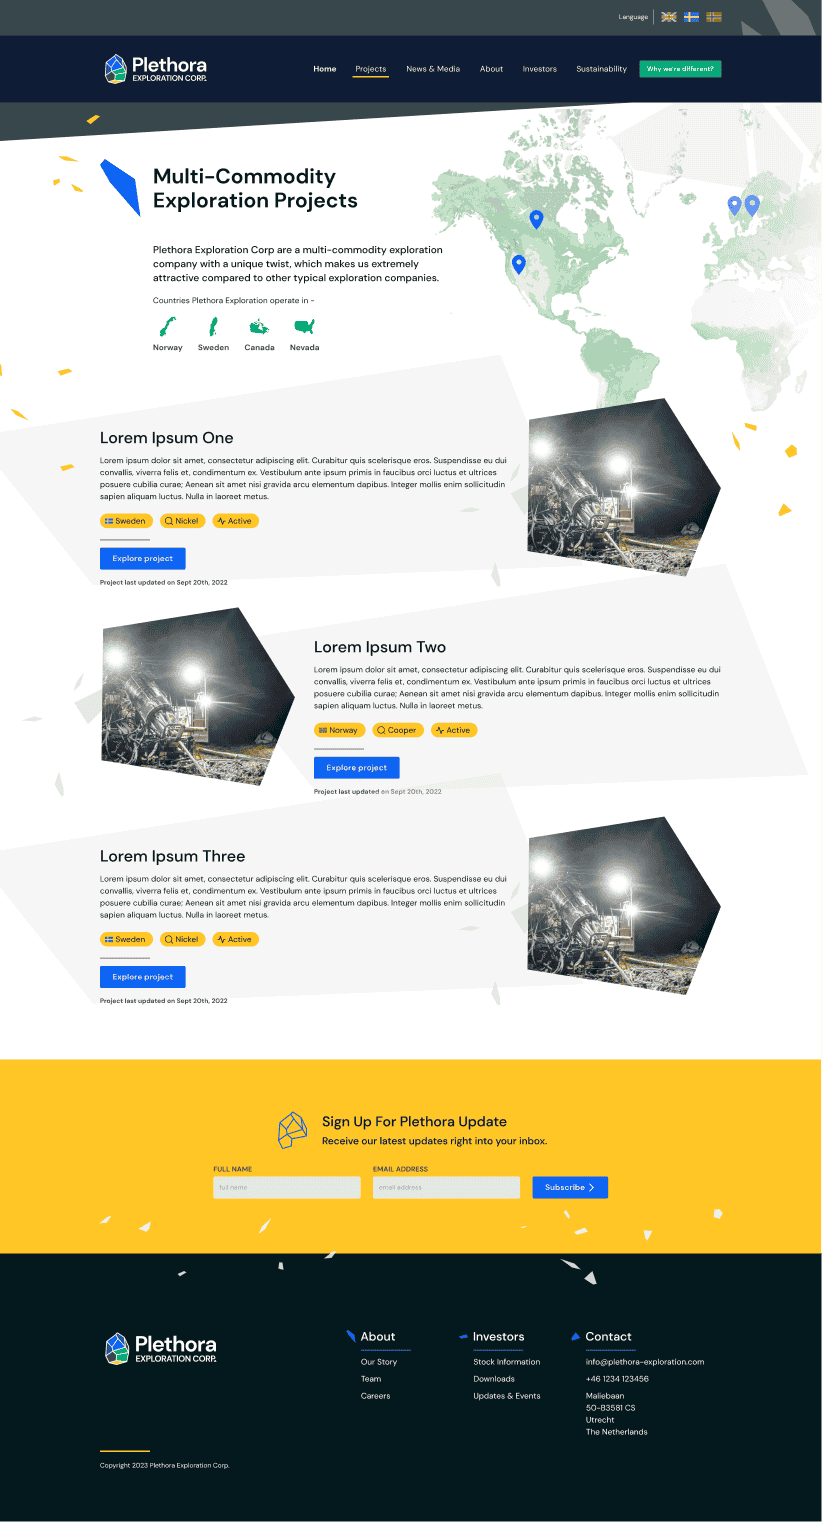 Language
Plethora
EXPLORATION CORP.
Home
Projects
News & Media
About
Investors
Sustainability
Why we're different?
Multi-Commodity
Exploration Projects
Plethora Exploration Corp are a multi-commodity exploration
company with a unique twist, which makes us extremely
attractive compared to other typical exploration companies.
Countries Plethora Exploration operate in -
Norway
Sweden
Canada
Nevada
Lorem Ipsum One
Lorem ipsum dolor sit amet, consectetur adipiscing elit. Curabitur quis scelerisque eros. Suspendisse eu dui
convallis, viverra felis et, condimentum ex. Vestibulum ante ipsum primis in faucibus orci luctus et ultrices
posuere cubilia curae; Aenean sit amet nisi gravida arcu elementum dapibus. Integer mollis enim sollicitudin
sapien aliquam luctus. Nulla in laoreet metus.
Sweden
Nickel
Active
Explore project
Project last updated on Sept 20th, 2022
Lorem Ipsum Two
Lorem ipsum dolor sit amet, consectetur adipiscing elit. Curabitur quis scelerisque eros. Suspendisse eu dui
convallis, viverra felis et, condimentum ex. Vestibulum ante ipsum primis in faucibus orci luctus et ultrices
posuere cubilia curae; Aenean sit amet nisi gravida arcu elementum dapibus. Integer mollis enim sollicitudin
sapien aliquam luctus. Nulla in laoreet metus.
Norway
Cooper
Active
Explore project
Project last updated on Sept 20th, 2022
Lorem Ipsum Three
Lorem ipsum dolor sit amet, consectetur adipiscing elit. Curabitur quis scelerisque eros. Suspendisse eu dui
convallis, viverra felis et, condimentum ex. Vestibulum ante ipsum primis in faucibus orci luctus et ultrices
posuere cubilia curae; Aenean sit amet nisi gravida arcu elementum dapibus. Integer mollis enim sollicitudin
sapien aliquam luctus. Nulla in laoreet metus.
Sweden
Nickel
Active
Explore project
Project last updated on Sept 20th, 2022
Sign Up For Plethora Update
Receive our latest updates right into your inbox.
FULL NAME
full name
EMAIL ADDRESS
email address
Subscribe
Plethora
EXPLORATION CORP.
About
Our Story
Team
Careers
Investors
Stock Information
Downloads
Updates & Events
Contact
info@plethora-exploration.com
+46 1234 123456
Maliebaan
50-B3581 CS
Utrecht
The Netherlands
Copyright 2023 Plethora Exploration Corp.